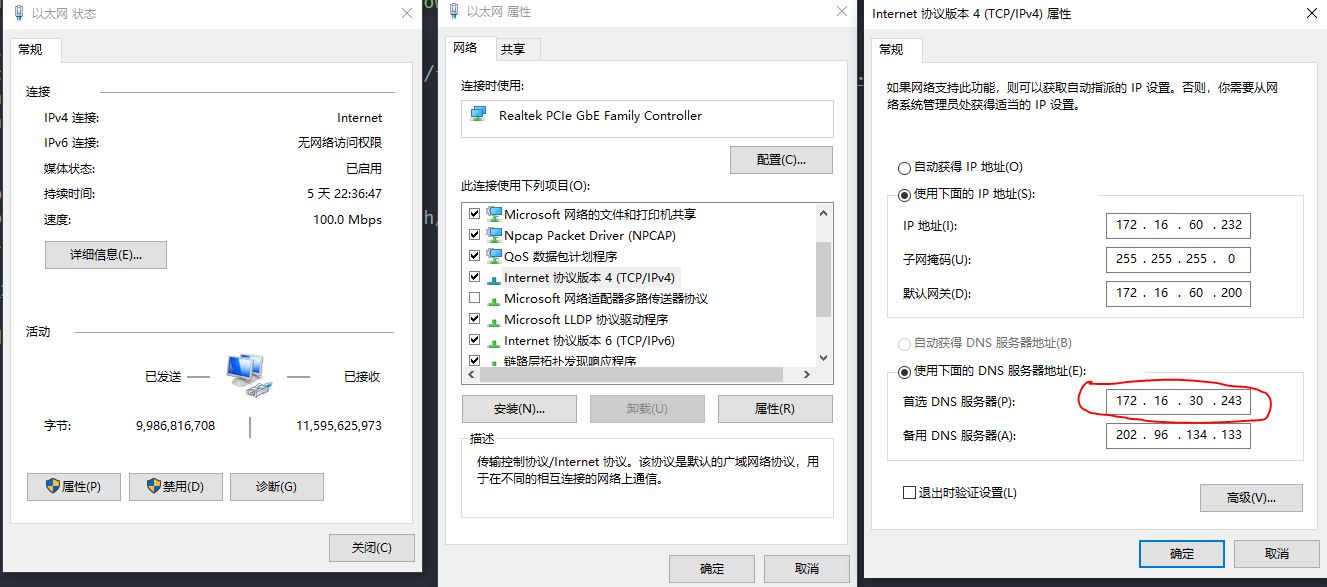 以太网 状态
常规
连接
IPv4 连接: Internet
IPv6 连接: 无网络访问权限
媒体状态: 已启用
持续时间: 5 天 22:36:47
速度: 100.0 Mbps
详细信息(E)...
活动
已发送 已接收
字节: 9,986,816,708 11,595,625,973
属性(P) 禁用(D) 诊断(G)
关闭(C)
以太网 属性
网络 共享
连接时使用:
Realtek PCIe GbE Family Controller
配置(C)...
此连接使用下列项目(O):
Microsoft 网络的文件和打印机共享
Npcap Packet Driver (NPCAP)
QoS 数据包计划程序
Internet 协议版本 4 (TCP/IPv4)
Microsoft 网络适配器多路传送器协议
Microsoft LLDP 协议驱动程序
Internet 协议版本 6 (TCP/IPv6)
链路层拓扑发现响应程序
安装(N)... 卸载(U) 属性(R)
描述
传输控制协议/Internet 协议。该协议是默认的广域网络协议，用
于在不同的相互连接的网络上通信。
确定 取消
Internet 协议版本 4 (TCP/IPv4) 属性
常规
如果网络支持此功能，则可以获取自动指派的 IP 设置。否则，你需要从网
络系统管理员处获得适当的 IP 设置。
自动获得 IP 地址(O)
使用下面的 IP 地址(S):
IP 地址(I): 172 . 16 . 60 . 232
子网掩码(U): 255 . 255 . 255 . 0
默认网关(D): 172 . 16 . 60 . 200
自动获得 DNS 服务器地址(B)
使用下面的 DNS 服务器地址(E):
首选 DNS 服务器(P): 172 . 16 . 30 . 243
备用 DNS 服务器(A): 202 . 96 . 134 . 133
退出时验证设置(L)
高级(V)...
确定 取消